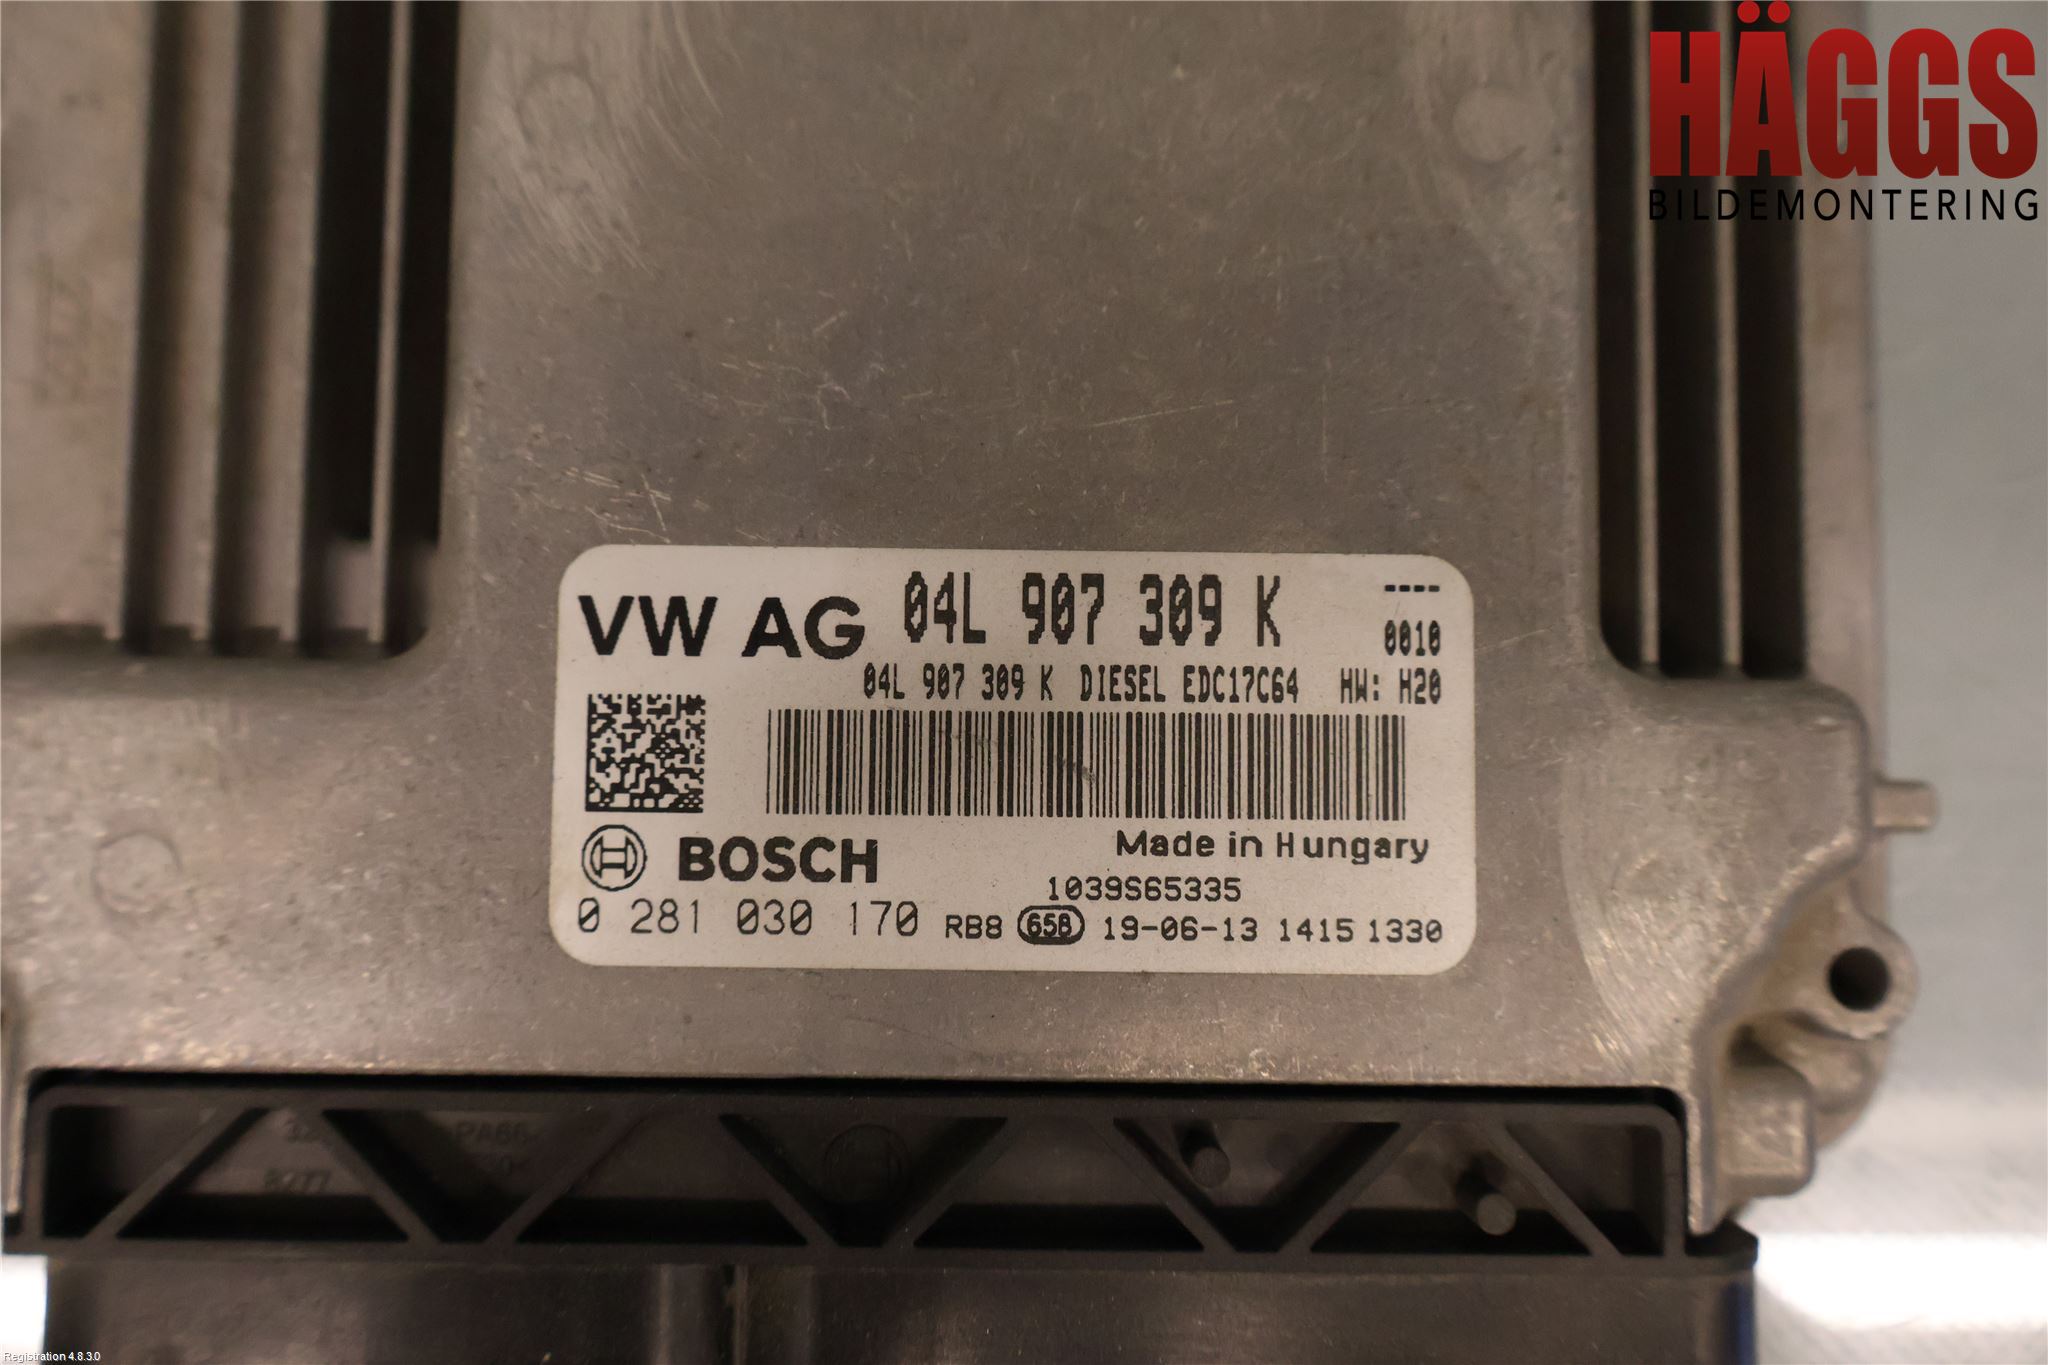 HÄGGS
BILDEMONTERING
VW AG 04L 907 309 K ----
0010
04L 907 309 K DIESEL EDC17C64 HW: H20
BOSCH Made in Hungary
1039S65335
0 281 030 170 RB8 658 19-06-13 1415 1330
PA66-
Registration 4.8.3.0